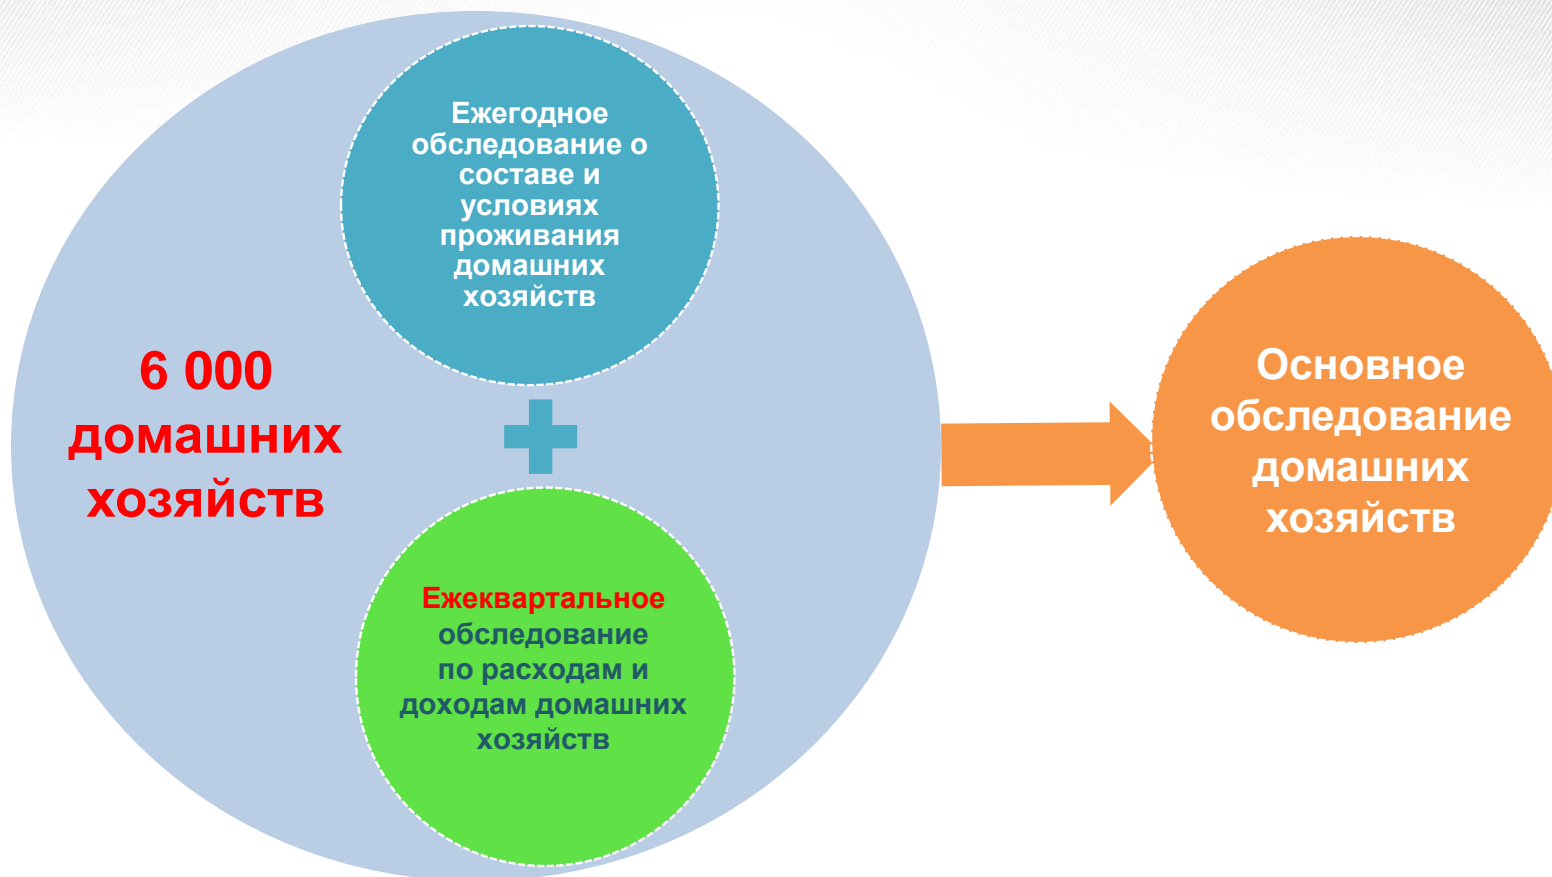 Ежегодное
обследование о
составе и
условиях
проживания
домашних
хозяйств
6 000
домашних
хозяйств
Ежеквартальное
обследование
по расходам и
доходам домашних
хозяйств
Основное
обследование
домашних
хозяйств